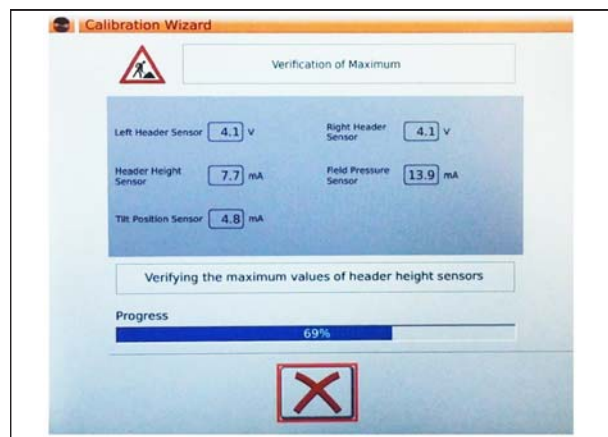 Calibration Wizard
Verification of Maximum
Left Header Sensor 4.1 V
Right Header
Sensor 4.1 V
Header Height
Sensor 7.7 mA
Field Pressure
Sensor 13.9 mA
Tilt Position Sensor 4.8 mA
Verifying the maximum values of header height sensors
Progress
69%